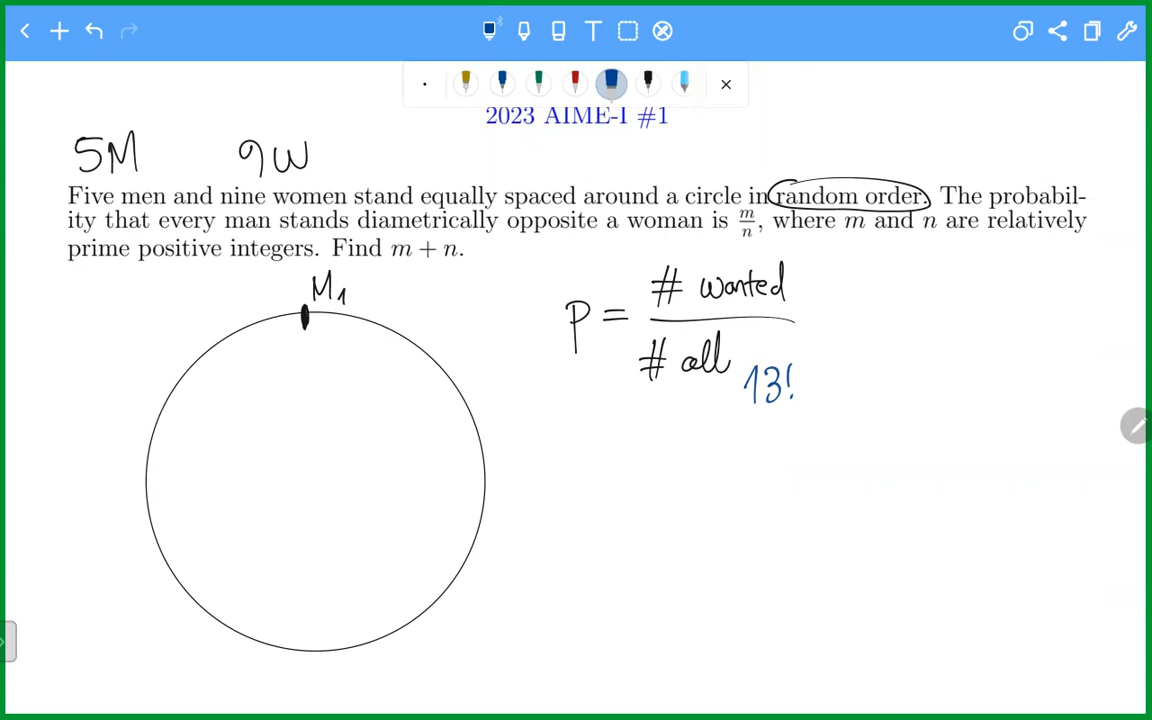 2023 AIME-I #1
5M 9W
Five men and nine women stand equally spaced around a circle in random order. The probabil-
ity that every man stands diametrically opposite a woman is m/n, where m and n are relatively
prime positive integers. Find m + n.
M1
P = # wanted / # all
13!